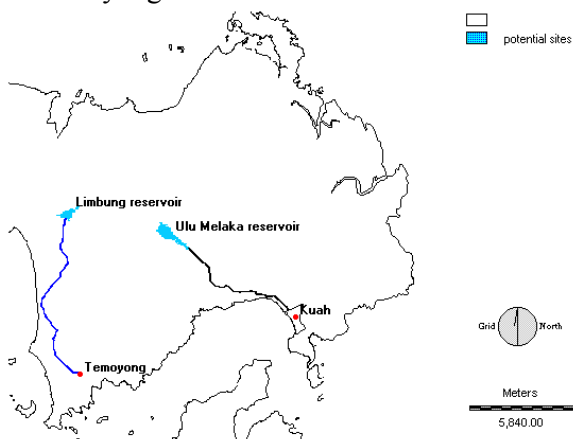 potential sites
Limbung reservoir
Ulu Melaka reservoir
Kuah
Grid North
Temoyong
Meters
5,840.00